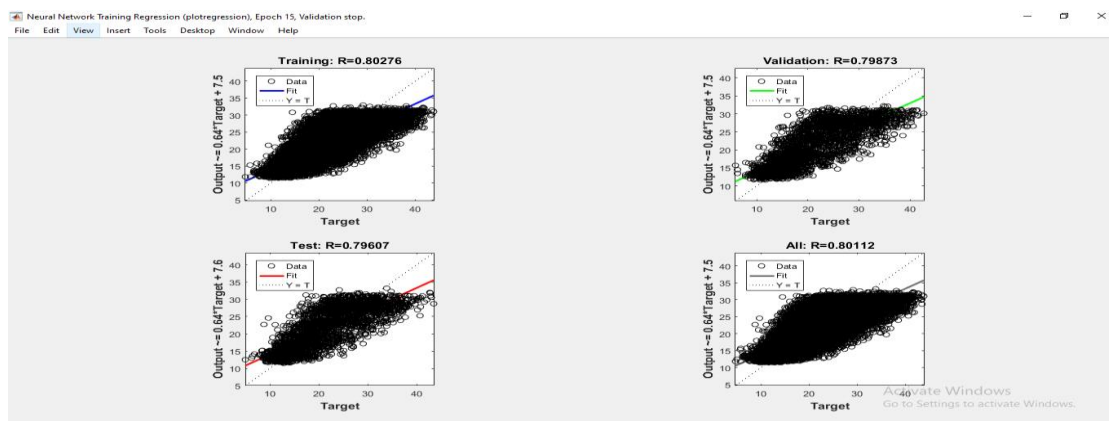 Neural Network Training Regression (plotregression), Epoch 15, Validation stop.
File Edit View Insert Tools Desktop Window Help
Training: R=0.80276
Output ~= 0.64*Target + 7.5
40
35
30
25
20
15
10
5
Data
Fit
Y = T
10 20 30 40
Target
Validation: R=0.79873
Output ~= 0.64*Target + 7.5
40
35
30
25
20
15
10
Data
Fit
Y = T
10 20 30 40
Target
Test: R=0.79607
Output ~= 0.64*Target + 7.6
40
35
30
25
20
15
10
5
Data
Fit
Y = T
10 20 30 40
Target
All: R=0.80112
Output ~= 0.64*Target + 7.5
40
35
30
25
20
15
10
5
Data
Fit
Y = T
10 20 30 40
Target
Activate Windows
Go to Settings to activate Windows.